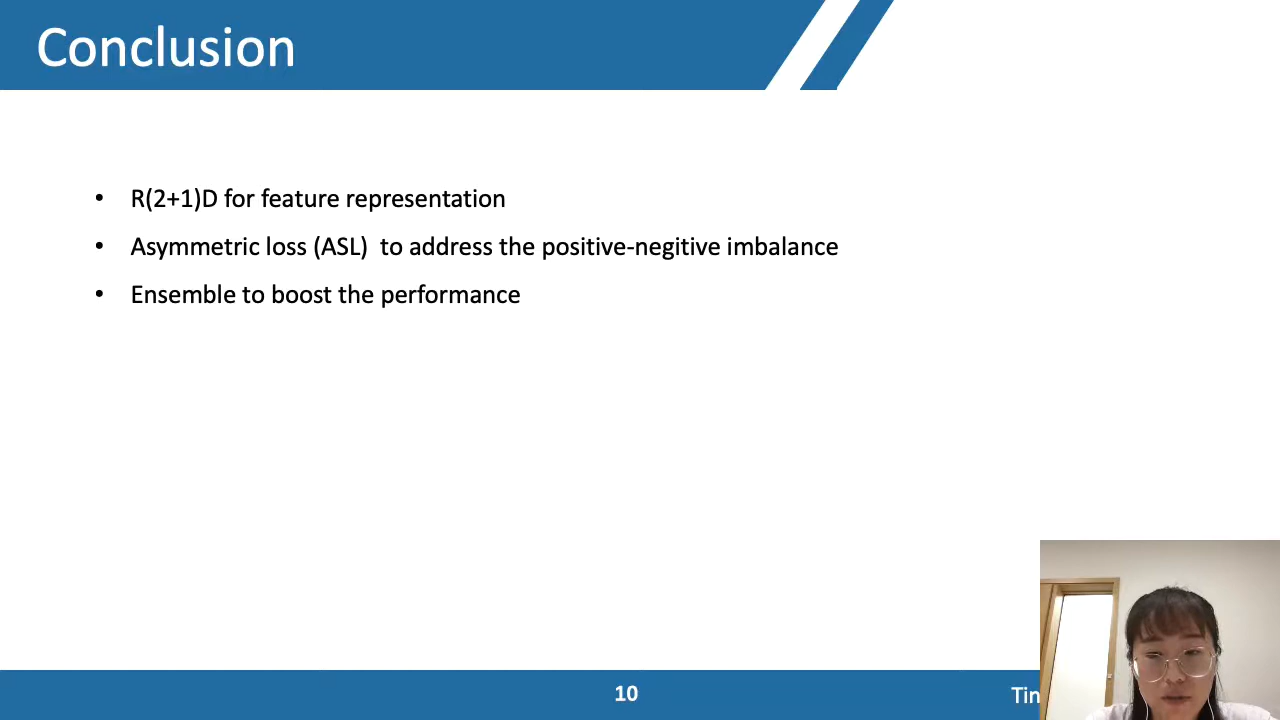 Conclusion
• R(2+1)D for feature representation
• Asymmetric loss (ASL) to address the positive-negitive imbalance
• Ensemble to boost the performance
10